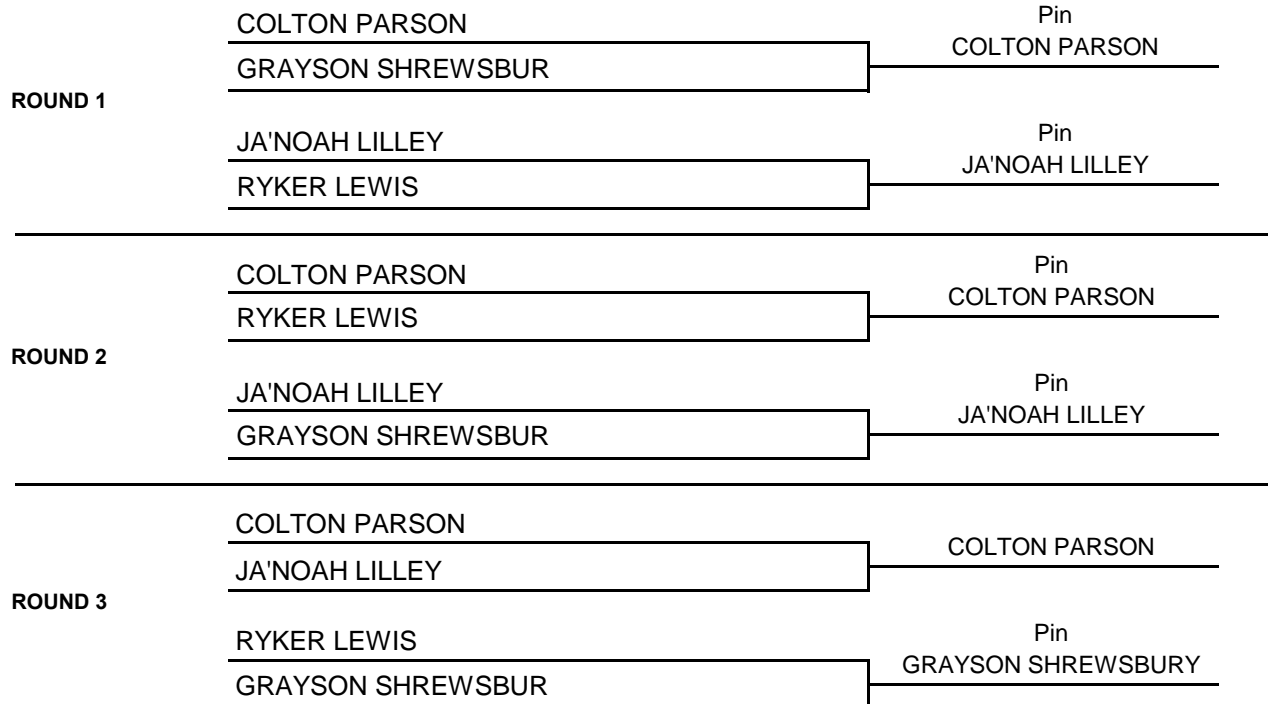 COLTON PARSON
Pin
COLTON PARSON
GRAYSON SHREWSBUR
ROUND 1
JA'NOAH LILLEY
Pin
JA'NOAH LILLEY
RYKER LEWIS
COLTON PARSON
Pin
COLTON PARSON
RYKER LEWIS
ROUND 2
JA'NOAH LILLEY
Pin
JA'NOAH LILLEY
GRAYSON SHREWSBUR
COLTON PARSON
COLTON PARSON
JA'NOAH LILLEY
ROUND 3
RYKER LEWIS
Pin
GRAYSON SHREWSBURY
GRAYSON SHREWSBUR